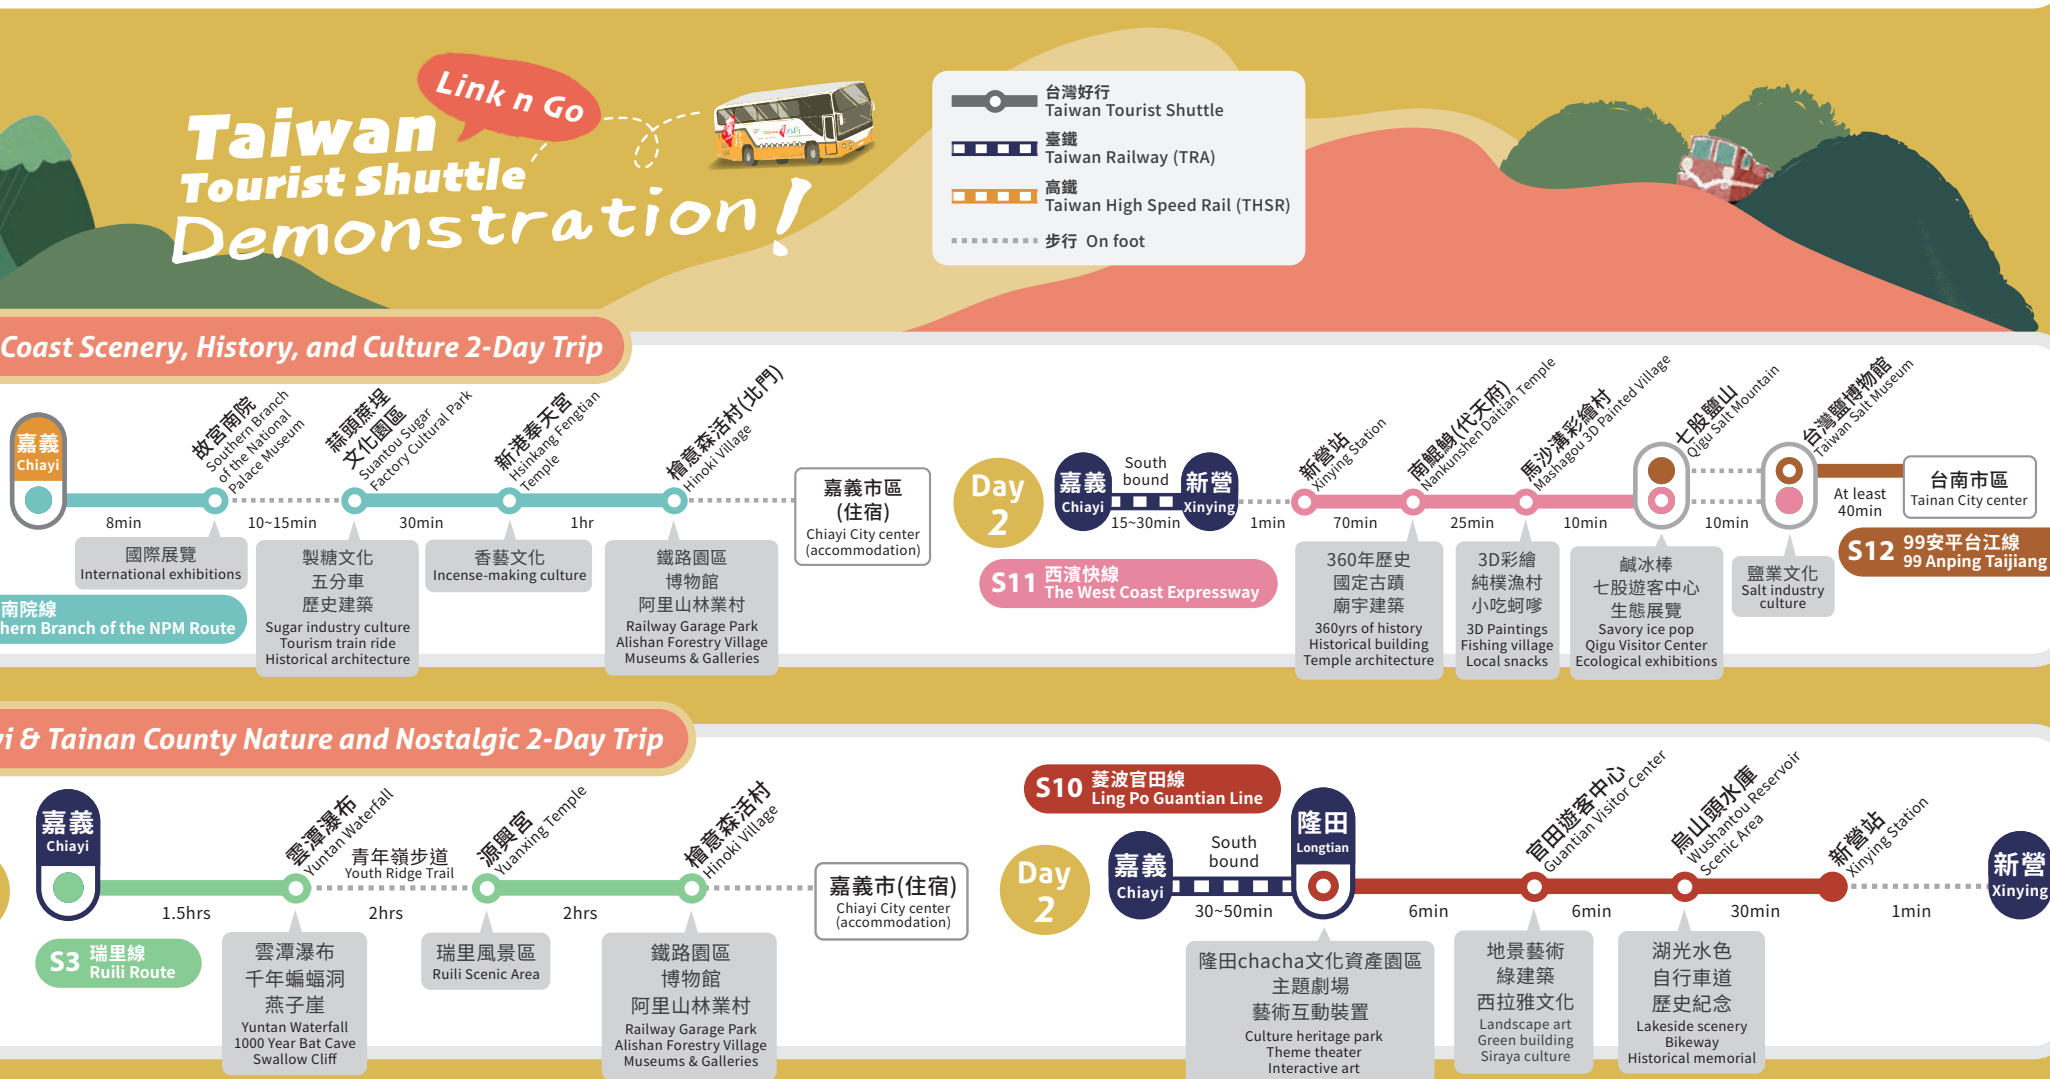 Link n Go
Taiwan
Tourist Shuttle
Demonstration!
台灣好行
Taiwan Tourist Shuttle
臺鐵
Taiwan Railway (TRA)
高鐵
Taiwan High Speed Rail (THSR)
步行 On foot
Coast Scenery, History, and Culture 2-Day Trip
嘉義
Chiayi
8min
故宮南院
Southern Branch
of the National
Palace Museum
國際展覽
International exhibitions
10~15min
蒜頭蔗埕
文化園區
Suantou Sugar
Factory Cultural Park
製糖文化
五分車
歷史建築
Sugar industry culture
Tourism train ride
Historical architecture
30min
新港奉天宮
Hsinkang Fengtian
Temple
香藝文化
Incense-making culture
1hr
檜意森活村(北門)
Hinoki Village
鐵路園區
博物館
阿里山林業村
Railway Garage Park
Alishan Forestry Village
Museums & Galleries
嘉義市區
(住宿)
Chiayi City center
(accommodation)
南院線
hern Branch of the NPM Route
Day
2
嘉義
Chiayi
South
bound
15~30min
新營
Xinying
1min
新營站
Xinying Station
70min
南鯤鯓(代天府)
Nankunshen Daitian Temple
360年歷史
國定古蹟
廟宇建築
360yrs of history
Historical building
Temple architecture
25min
馬沙溝彩繪村
Mashagou 3D Painted Village
3D彩繪
純樸漁村
小吃蚵嗲
3D Paintings
Fishing village
Local snacks
10min
七股鹽山
Qigu Salt Mountain
鹹冰棒
七股遊客中心
生態展覽
Savory ice pop
Qigu Visitor Center
Ecological exhibitions
10min
台灣鹽博物館
Taiwan Salt Museum
鹽業文化
Salt industry
culture
At least
40min
台南市區
Tainan City center
S11 西濱快線
The West Coast Expressway
S12 99安平台江線
99 Anping Taijiang
i & Tainan County Nature and Nostalgic 2-Day Trip
嘉義
Chiayi
1.5hrs
雲潭瀑布
Yuntan Waterfall
雲潭瀑布
千年蝙蝠洞
燕子崖
Yuntan Waterfall
1000 Year Bat Cave
Swallow Cliff
青年嶺步道
Youth Ridge Trail
2hrs
源興宮
Yuanxing Temple
瑞里風景區
Ruili Scenic Area
2hrs
檜意森活村
Hinoki Village
鐵路園區
博物館
阿里山林業村
Railway Garage Park
Alishan Forestry Village
Museums & Galleries
嘉義市(住宿)
Chiayi City center
(accommodation)
S3 瑞里線
Ruili Route
S10 菱波官田線
Ling Po Guantian Line
Day
2
嘉義
Chiayi
South
bound
30~50min
隆田
Longtian
隆田chacha文化資產園區
主題劇場
藝術互動裝置
Culture heritage park
Theme theater
Interactive art
6min
官田遊客中心
Guantian Visitor Center
地景藝術
綠建築
西拉雅文化
Landscape art
Green building
Siraya culture
6min
烏山頭水庫
Wushantou Reservoir
Scenic Area
湖光水色
自行車道
歷史紀念
Lakeside scenery
Bikeway
Historical memorial
30min
新營站
Xinying Station
1min
新營
Xinying